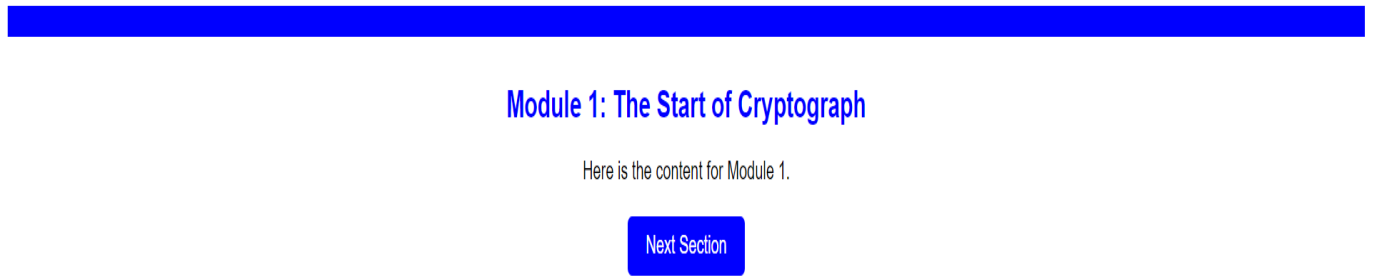 Module 1: The Start of Cryptograph
Here is the content for Module 1.
Next Section